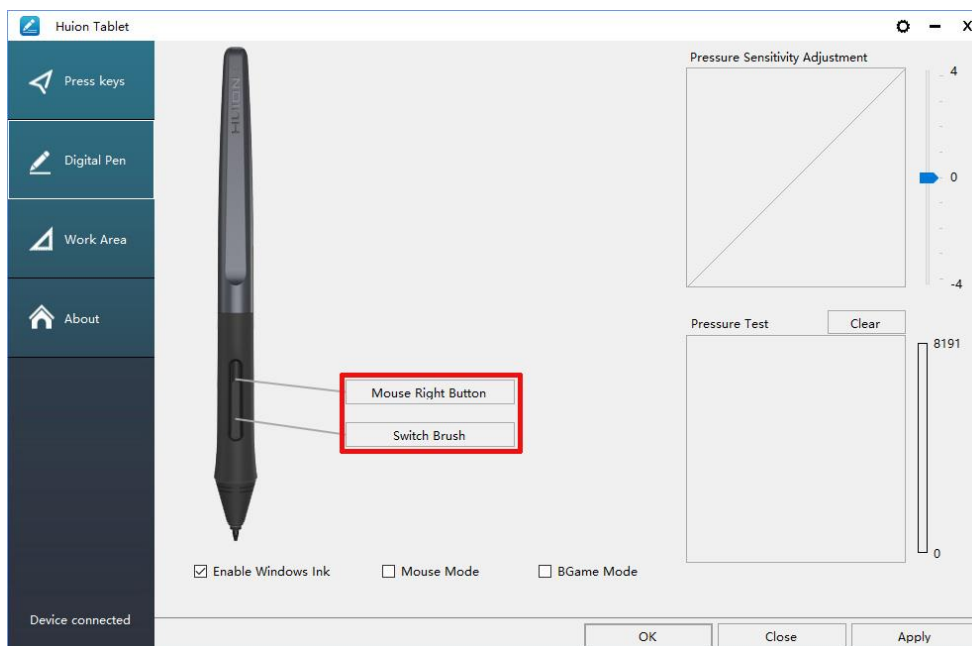 Huion Tablet
Press keys
Digital Pen
Work Area
About
Device connected
HUION
Mouse Right Button
Switch Brush
Enable Windows Ink
Mouse Mode
BGame Mode
Pressure Sensitivity Adjustment
4
0
-4
Pressure Test
Clear
8191
0
OK
Close
Apply